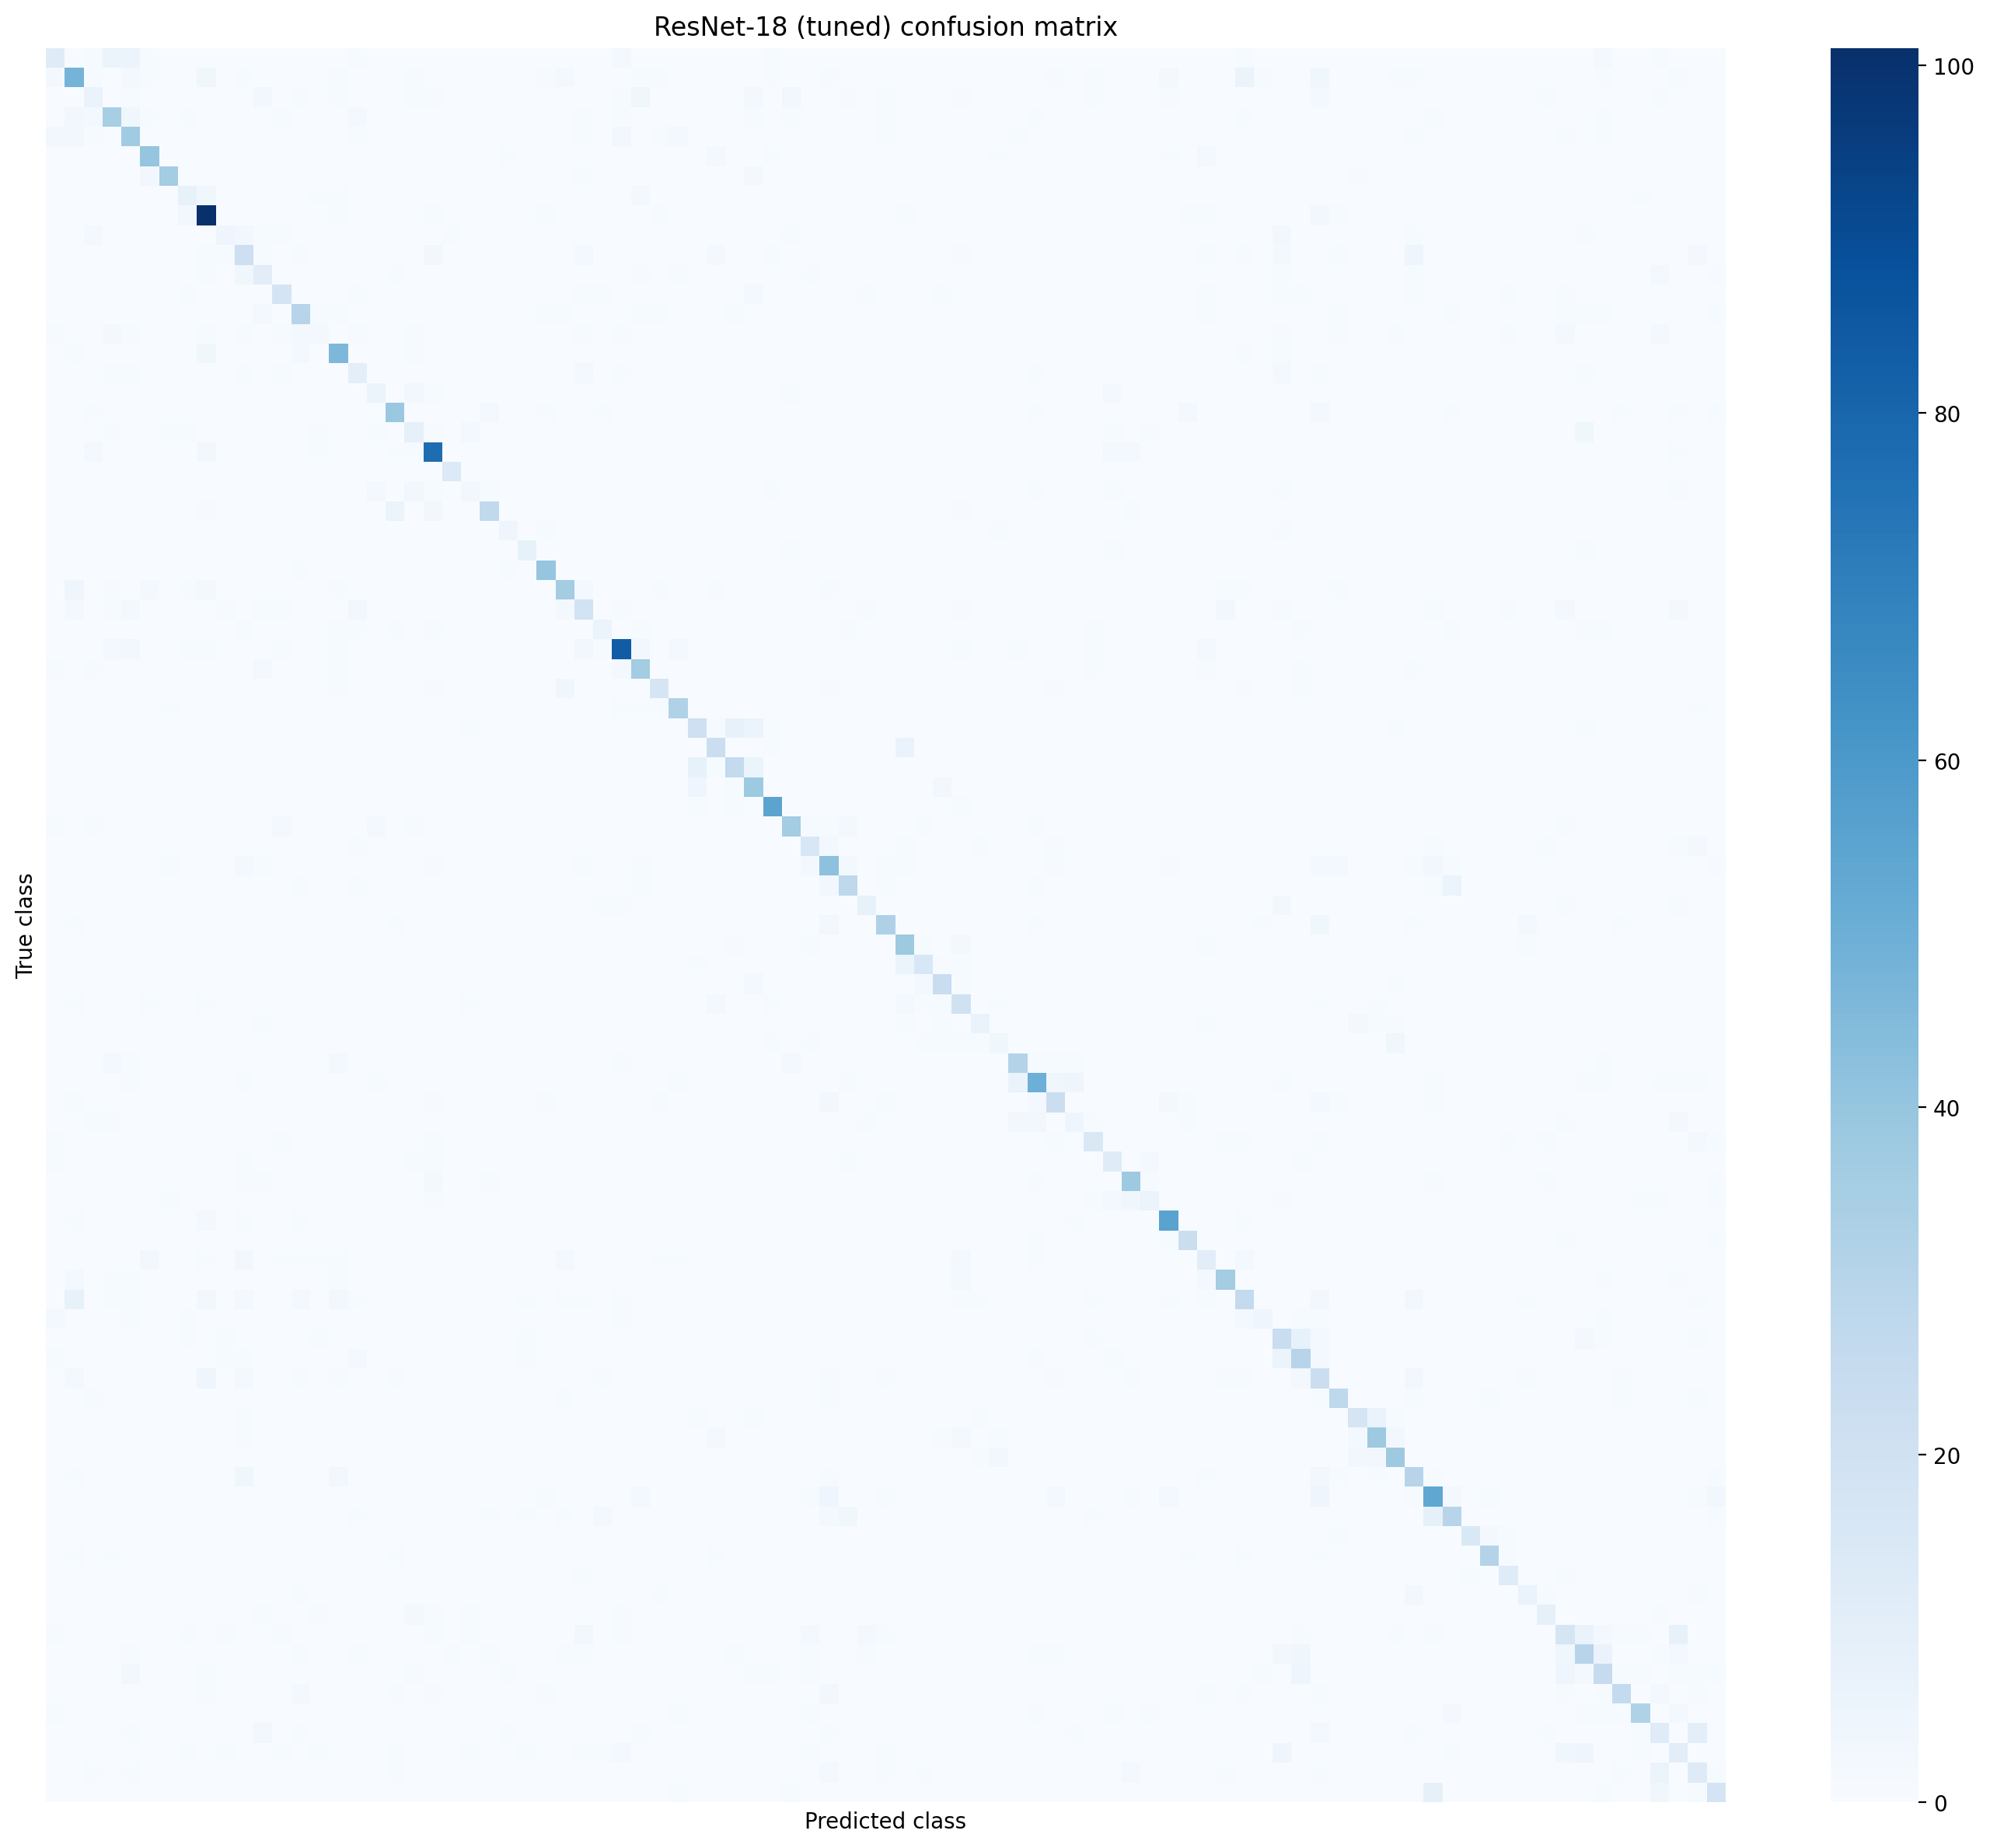 ResNet-18 (tuned) confusion matrix
True class
Predicted class
100
80
60
40
20
0